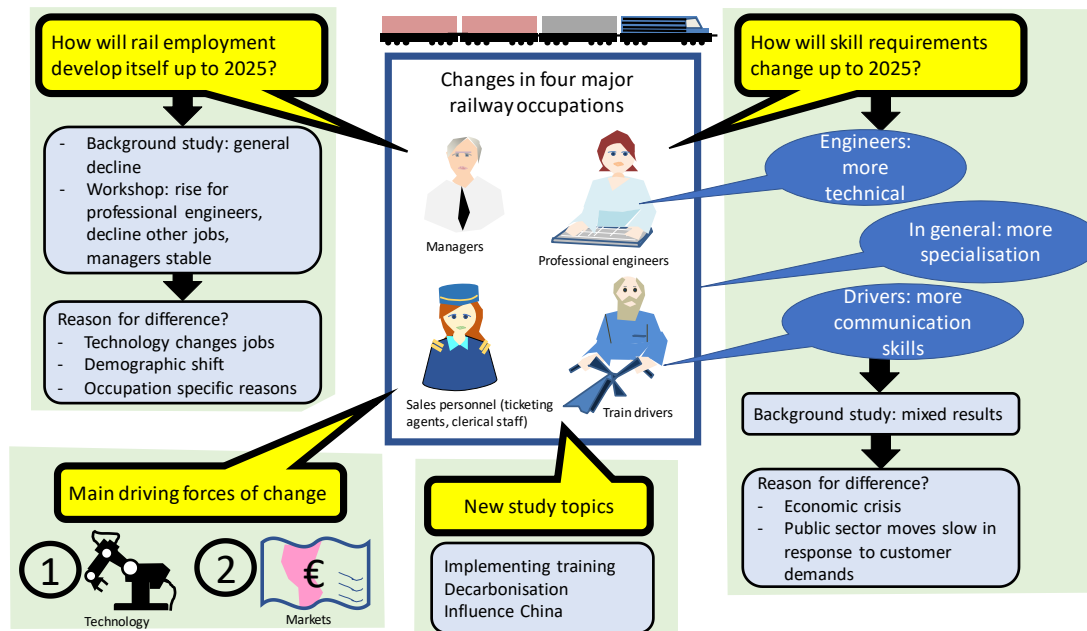 How will rail employment
develop itself up to 2025?
- Background study: general
decline
- Workshop: rise for
professional engineers,
decline other jobs,
managers stable
Reason for difference?
- Technology changes jobs
- Demographic shift
- Occupation specific reasons
Changes in four major
railway occupations
Managers
Professional engineers
Sales personnel (ticketing
agents, clerical staff)
Train drivers
How will skill requirements
change up to 2025?
Engineers:
more
technical
In general: more
specialisation
Drivers: more
communication
skills
Background study: mixed results
Reason for difference?
- Economic crisis
- Public sector moves slow in
response to customer
demands
Main driving forces of change
1
Technology
2
€
Markets
New study topics
Implementing training
Decarbonisation
Influence China